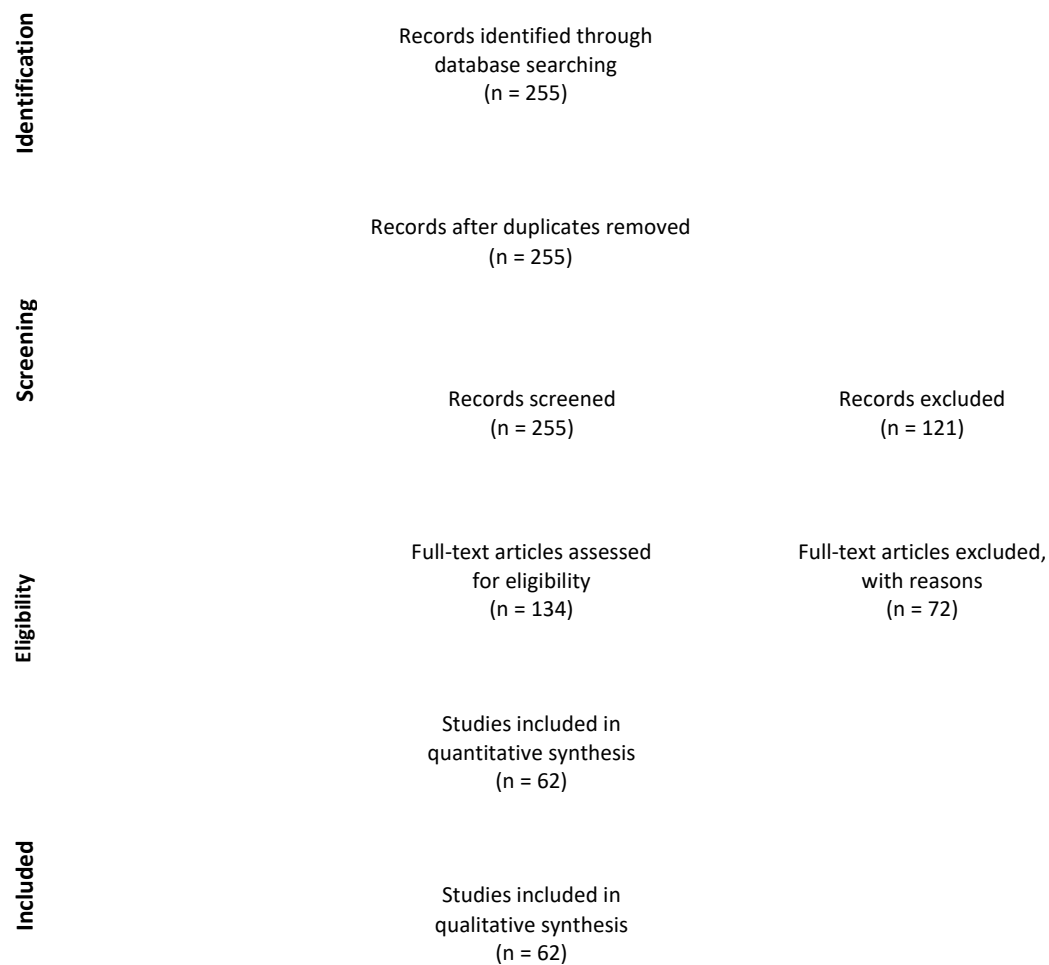 Identification
Records identified through
database searching
(n = 255)
Records after duplicates removed
(n = 255)
Screening
Records screened
(n = 255)
Records excluded
(n = 121)
Eligibility
Full-text articles assessed
for eligibility
(n = 134)
Full-text articles excluded,
with reasons
(n = 72)
Studies included in
quantitative synthesis
(n = 62)
Included
Studies included in
qualitative synthesis
(n = 62)